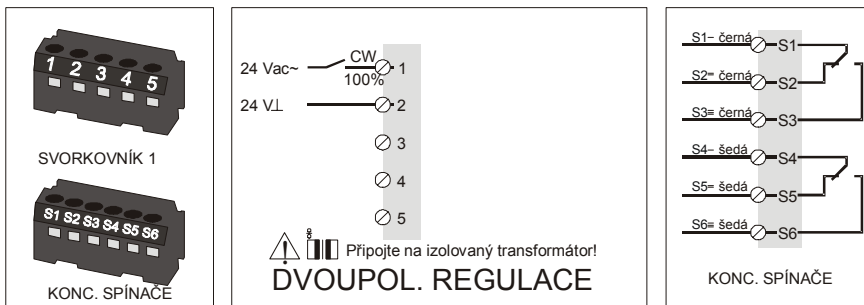 1 2 3 4 5
SVORKOVNÍK 1
S1 S2 S3 S4 S5 S6
KONC. SPÍNAČE
24 Vac~ CW 1
100%
24 V⊥ 2
3
4
5
Připojte na izolovaný transformátor!
DVOUPOL. REGULACE
S1− černá S1
S2= černá S2
S3≡ černá S3
S4− šedá S4
S5= šedá S5
S6≡ šedá S6
KONC. SPÍNAČE